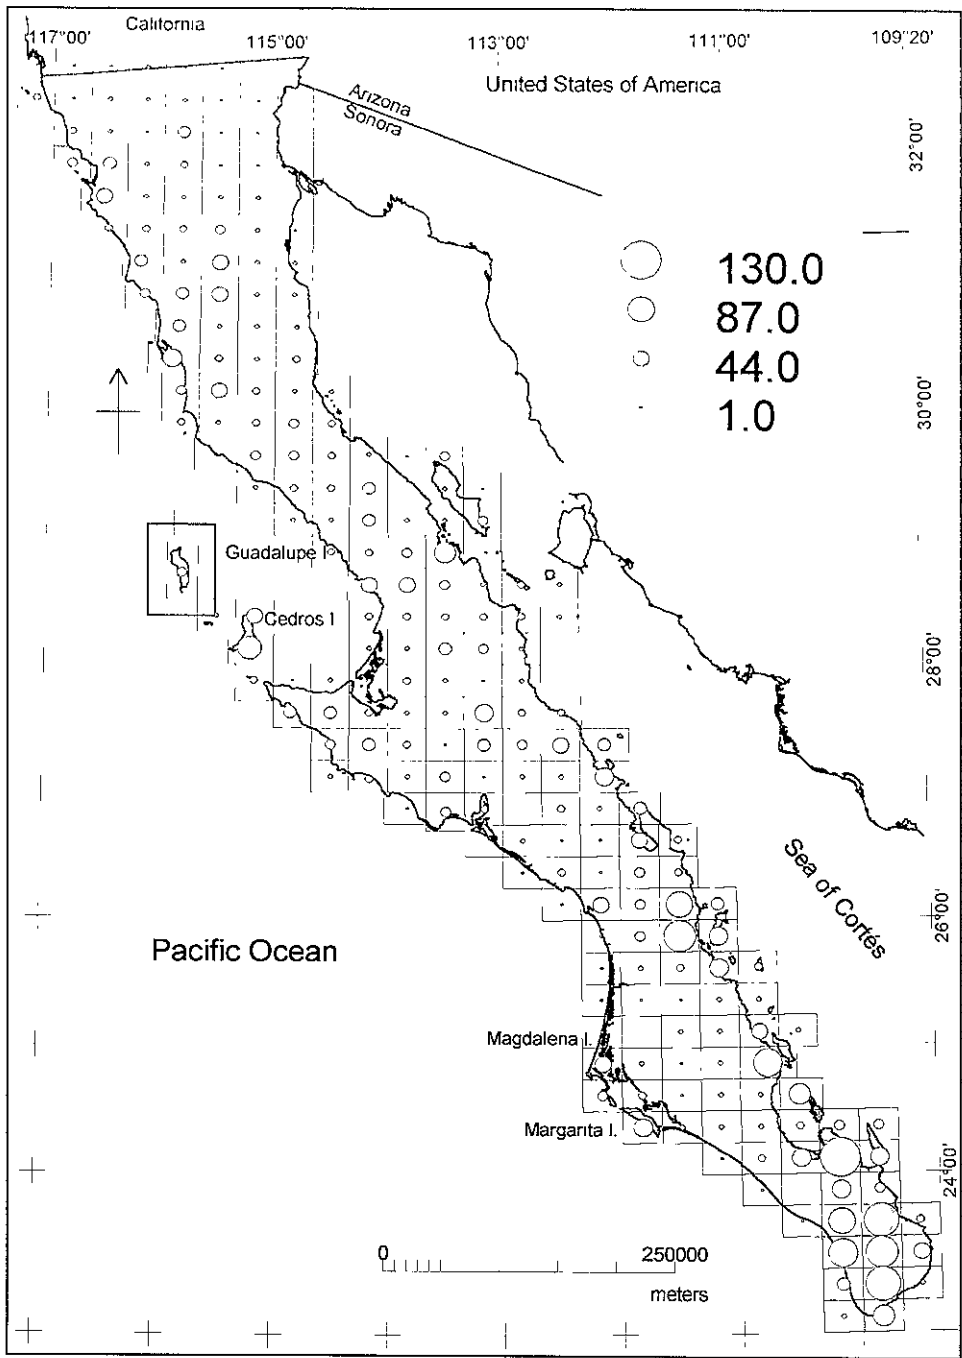 California
117°00'
115°00'
113°00'
111°00'
109°20'
United States of America
Arizona
Sonora
32°00'
130.0
87.0
44.0
1.0
30°00'
Guadalupe I
Cedros I
28°00'
Sea of Cortés
26°00'
Pacific Ocean
Magdalena I.
Margarita I.
24°00'
0
250000
meters